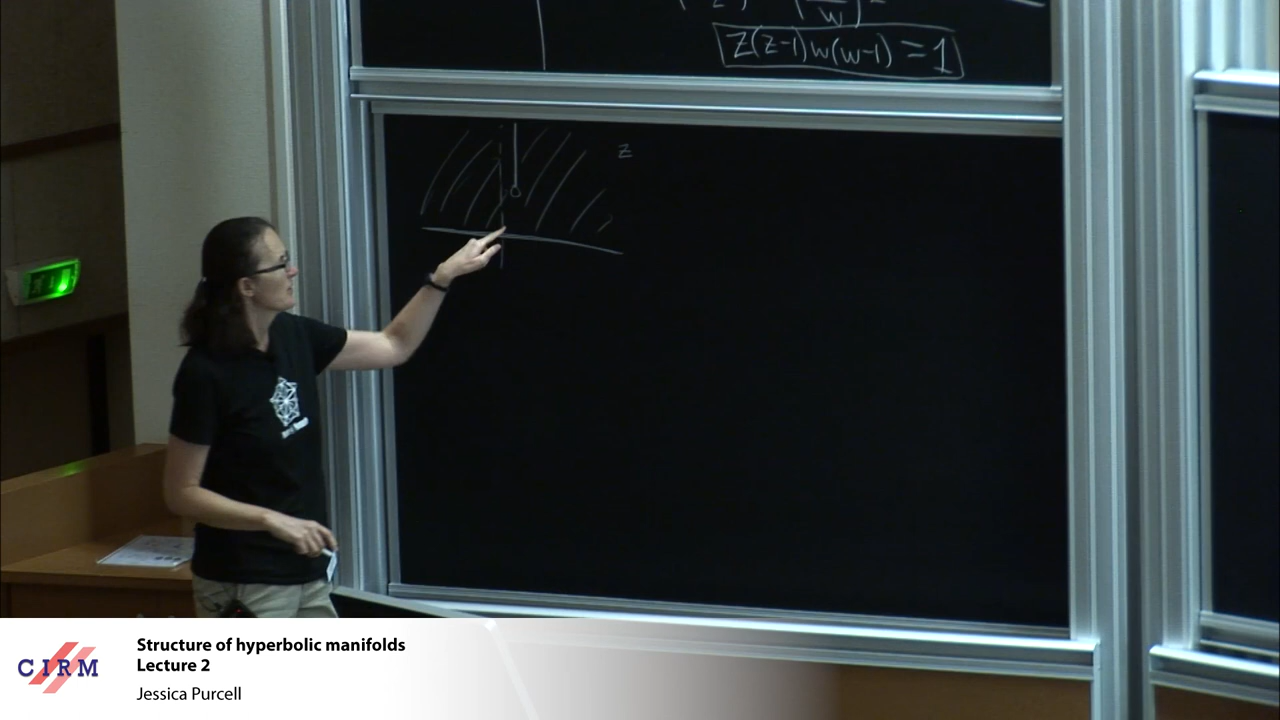 z(z-1)w(w-1) = 1
z
CIRM
Structure of hyperbolic manifolds
Lecture 2
Jessica Purcell